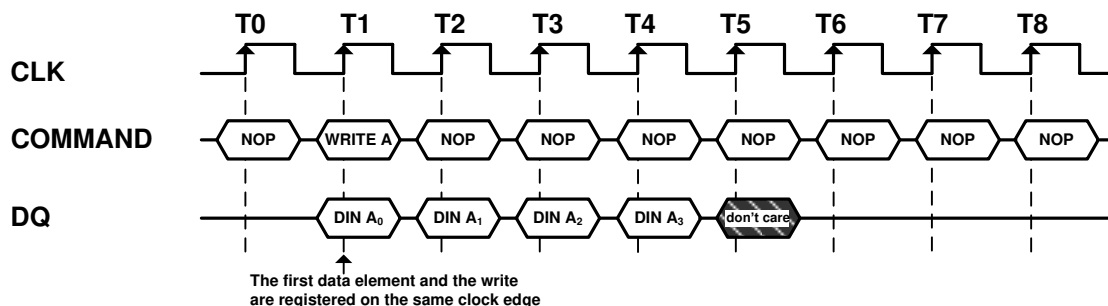 T0 T1 T2 T3 T4 T5 T6 T7 T8
CLK
COMMAND NOP WRITE A NOP NOP NOP NOP NOP NOP NOP
DQ DIN A0 DIN A1 DIN A2 DIN A3 don't care
The first data element and the write
are registered on the same clock edge